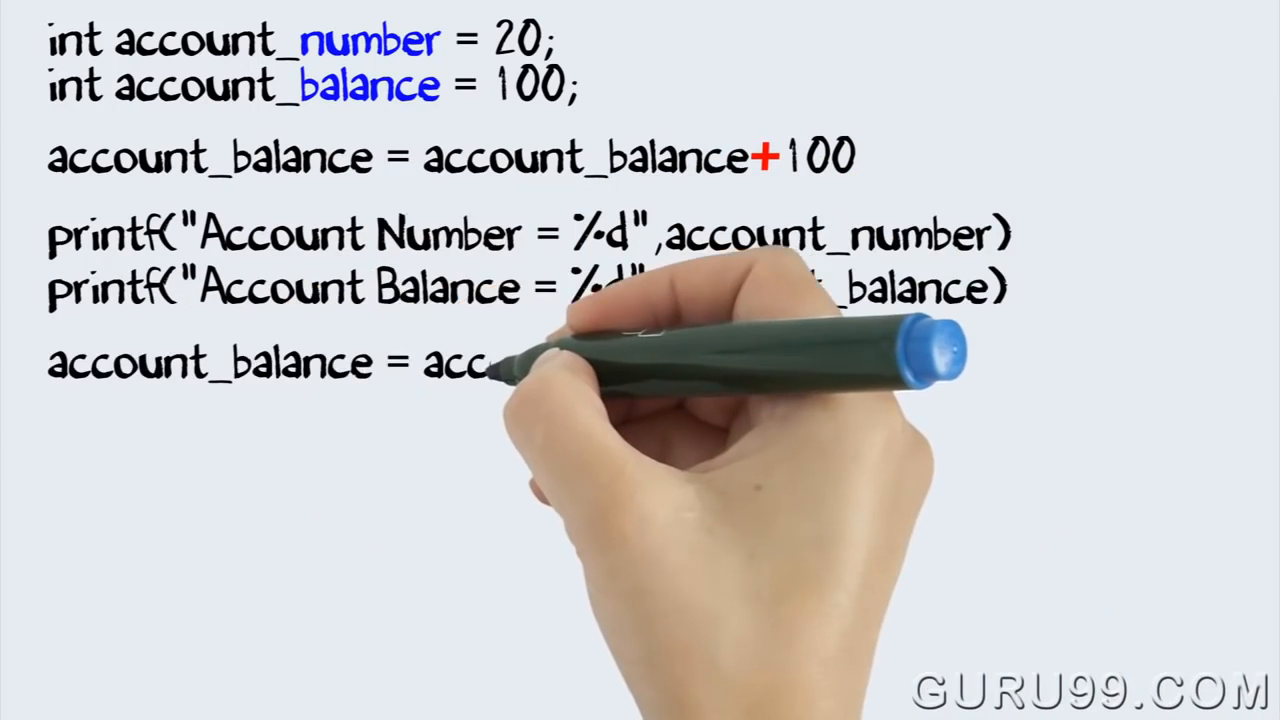 int account_number = 20;
int account_balance = 100;
account_balance = account_balance+100
printf("Account Number = %d",account_number)
printf("Account Balance = %d" _balance)
account_balance = acc
GURU99.COM